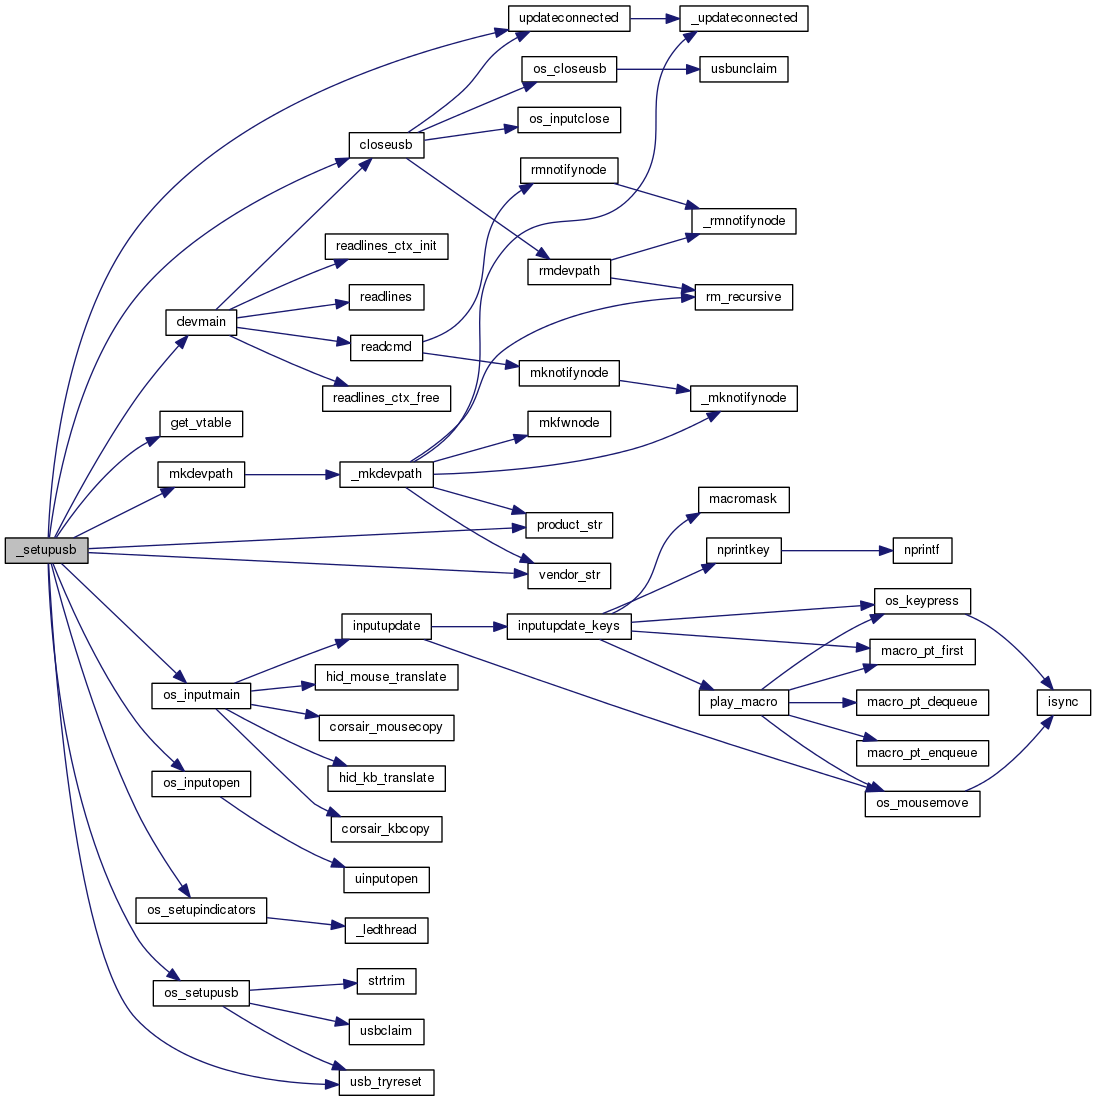 updateconnected
_updateconnected
os_closeusb
usbunclaim
os_inputclose
closeusb
rmnotifynode
_rmnotifynode
readlines_ctx_init
rmdevpath
readlines
rm_recursive
devmain
readcmd
mknotifynode
readlines_ctx_free
_mknotifynode
get_vtable
mkfwnode
mkdevpath
_mkdevpath
macromask
product_str
_setupusb
nprintkey
nprintf
vendor_str
os_keypress
inputupdate
inputupdate_keys
macro_pt_first
hid_mouse_translate
os_inputmain
play_macro
macro_pt_dequeue
isync
corsair_mousecopy
macro_pt_enqueue
hid_kb_translate
os_inputopen
os_mousemove
corsair_kbcopy
uinputopen
os_setupindicators
_ledthread
strtrim
os_setupusb
usbclaim
usb_tryreset